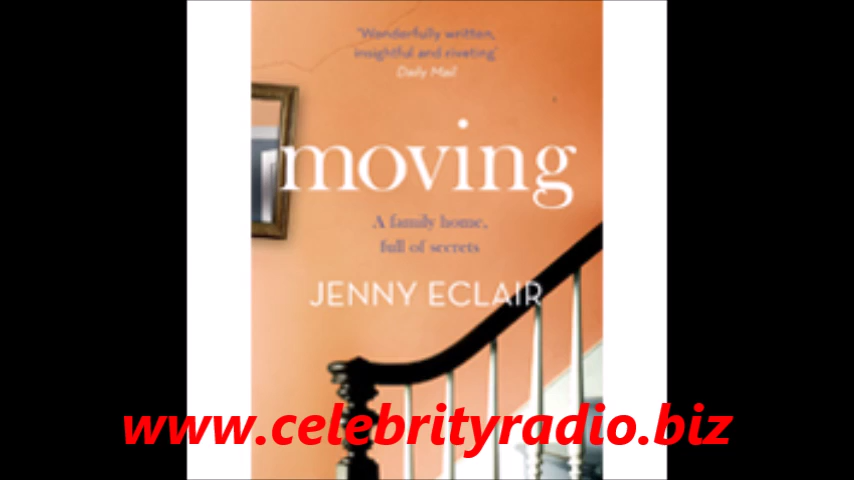 'Wonderfully written,
insightful and riveting'
Daily Mail
moving
A family home,
full of secrets
JENNY ECLAIR
www.celebrityradio.biz